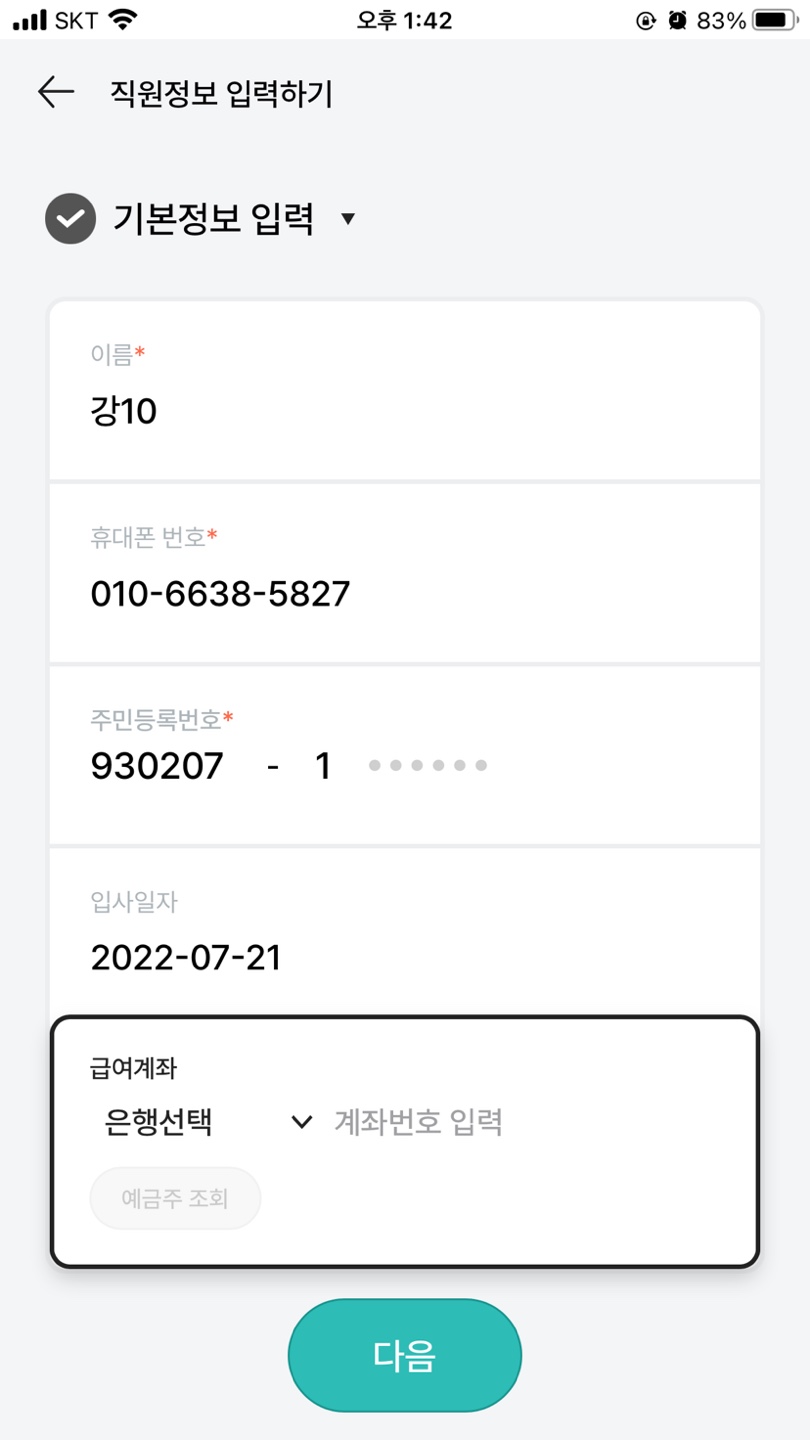 SKT 오후 1:42 83%
직원정보 입력하기
기본정보 입력
이름*
강10
휴대폰 번호*
010-6638-5827
주민등록번호*
930207 - 1 ••••••
입사일자
2022-07-21
급여계좌
은행선택 계좌번호 입력
예금주 조회
다음